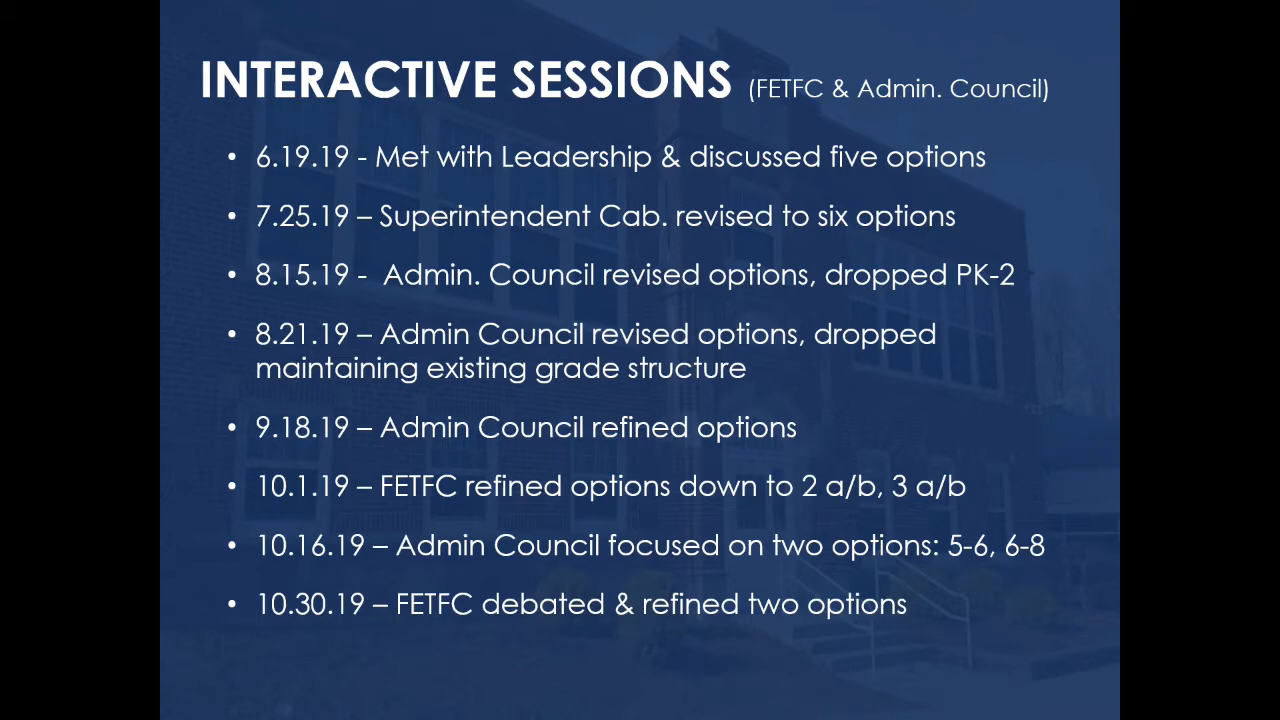 INTERACTIVE SESSIONS (FETFC & Admin. Council)
• 6.19.19 - Met with Leadership & discussed five options
• 7.25.19 – Superintendent Cab. revised to six options
• 8.15.19 -  Admin. Council revised options, dropped PK-2
• 8.21.19 – Admin Council revised options, dropped
maintaining existing grade structure
• 9.18.19 – Admin Council refined options
• 10.1.19 – FETFC refined options down to 2 a/b, 3 a/b
• 10.16.19 – Admin Council focused on two options: 5-6, 6-8
• 10.30.19 – FETFC debated & refined two options